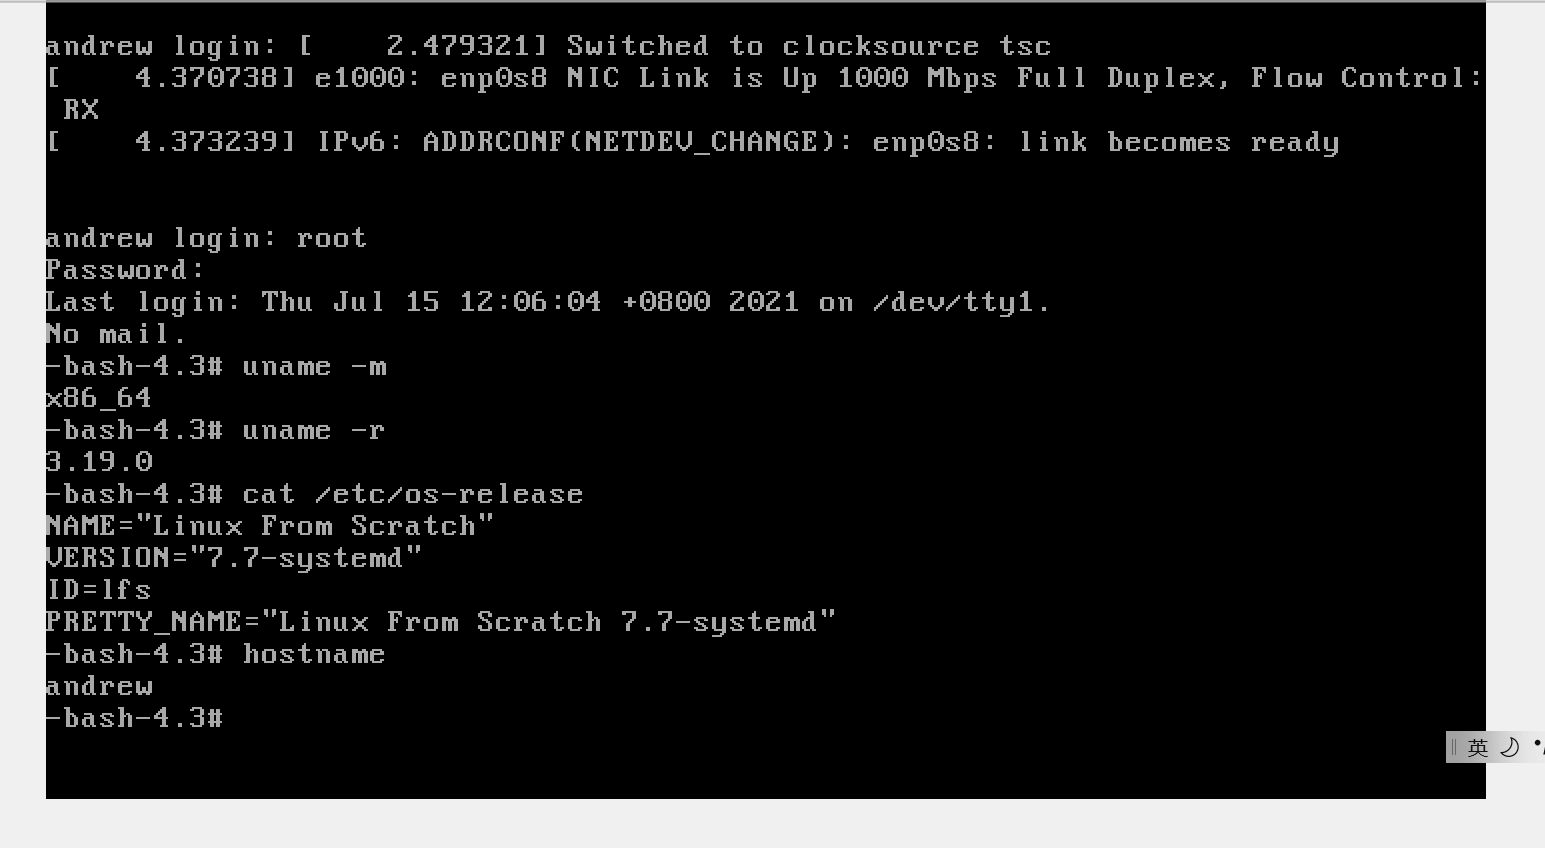 andrew login: [    2.479321] Switched to clocksource tsc
[    4.370738] e1000: enp0s8 NIC Link is Up 1000 Mbps Full Duplex, Flow Control:
 RX
[    4.373239] IPv6: ADDRCONF(NETDEV_CHANGE): enp0s8: link becomes ready
andrew login: root
Password:
Last login: Thu Jul 15 12:06:04 +0800 2021 on /dev/tty1.
No mail.
-bash-4.3# uname -m
x86_64
-bash-4.3# uname -r
3.19.0
-bash-4.3# cat /etc/os-release
NAME="Linux From Scratch"
VERSION="7.7-systemd"
ID=lfs
PRETTY_NAME="Linux From Scratch 7.7-systemd"
-bash-4.3# hostname
andrew
-bash-4.3#
英